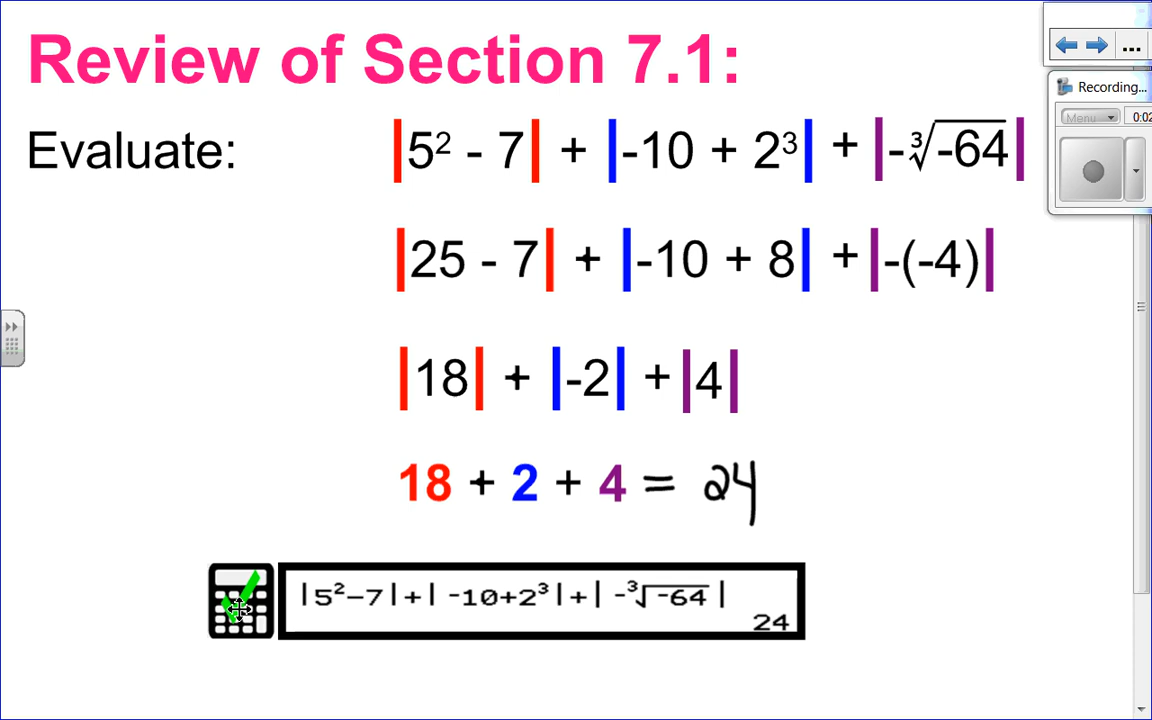 Review of Section 7.1:
...
Recording...
Menu
Evaluate: |5² - 7| + |-10 + 2³| + |-∛-64|
|25 - 7| + |-10 + 8| + |-(-4)|
|18| + |-2| + |4|
18 + 2 + 4 = 24
|5²−7|+| -10+2³|+| -∛-64 |
24